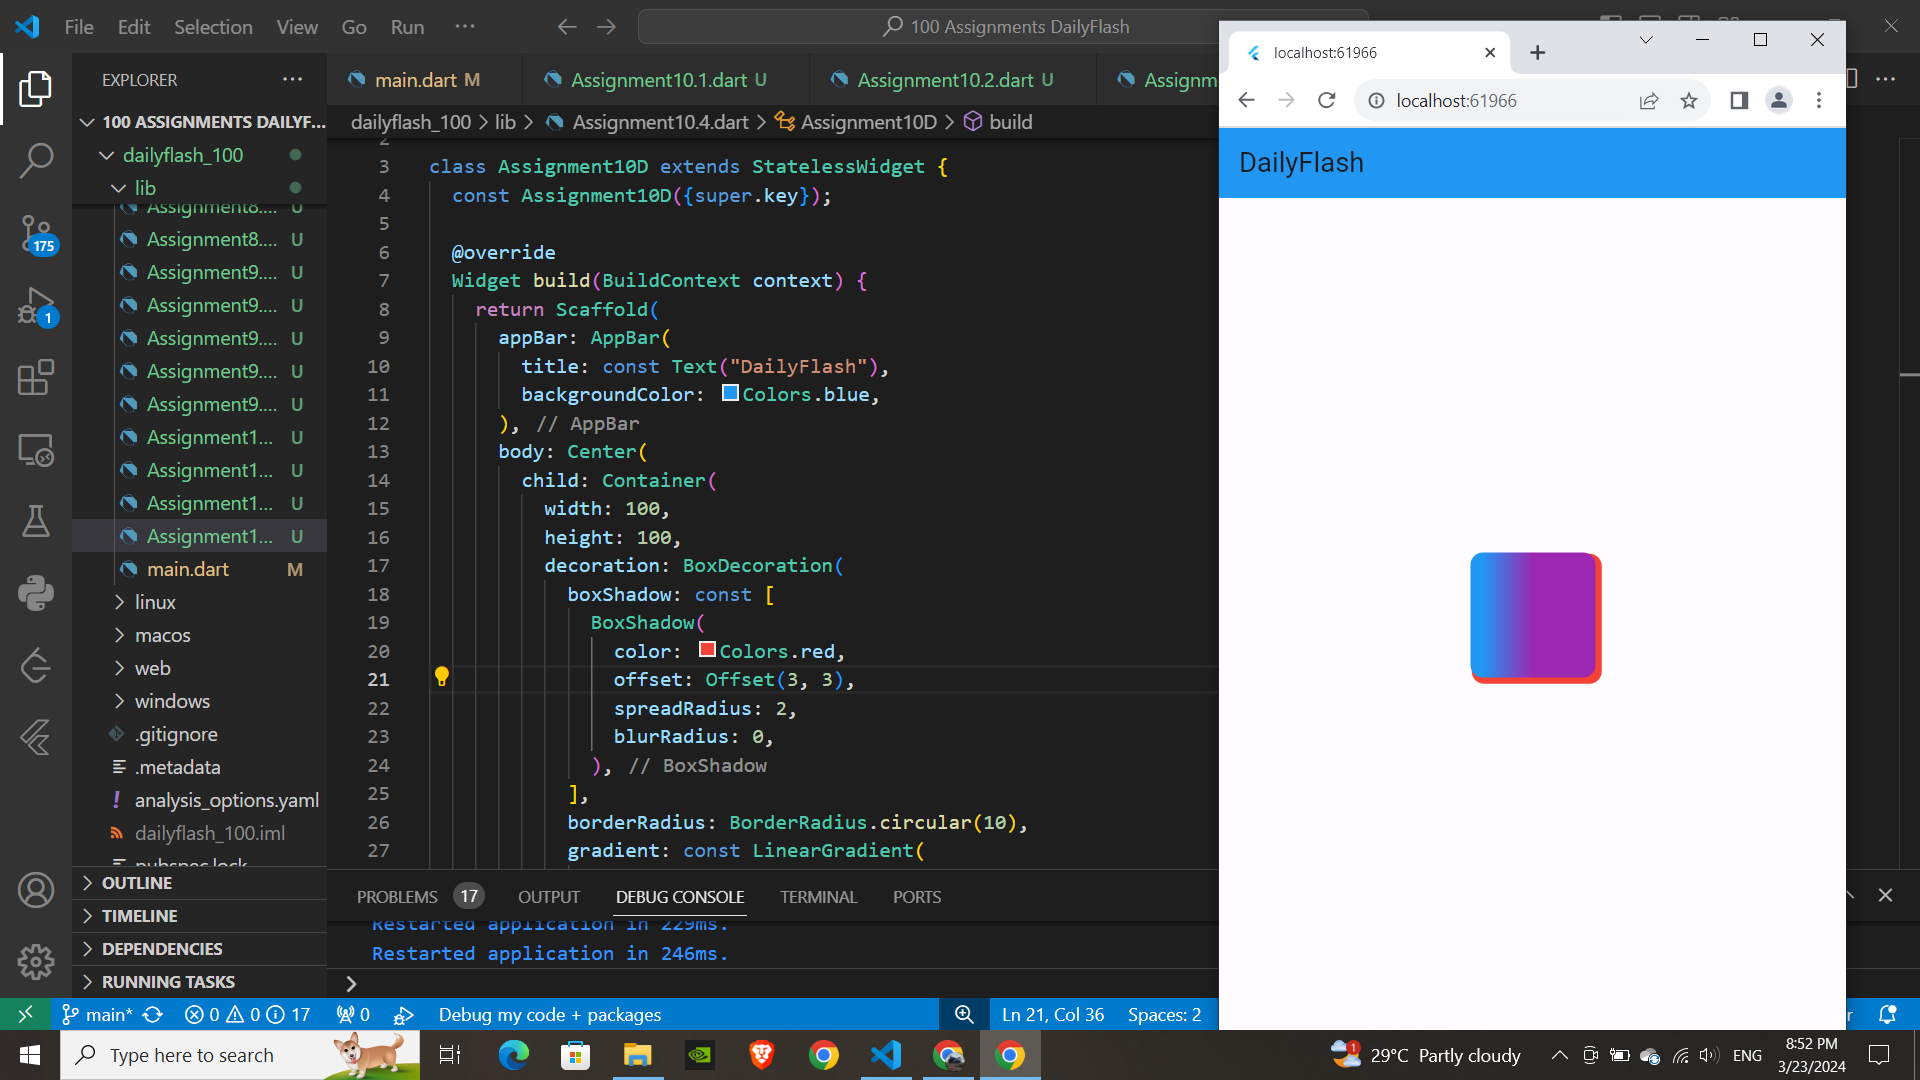 File Edit Selection View Go Run ···
100 Assignments DailyFlash
EXPLORER
100 ASSIGNMENTS DAILYF...
dailyflash_100
lib
Assignment8.... U
Assignment8.... U
Assignment9.... U
Assignment9.... U
Assignment9.... U
Assignment9.... U
Assignment9.... U
Assignment1... U
Assignment1... U
Assignment1... U
Assignment1... U
main.dart M
linux
macos
web
windows
.gitignore
.metadata
analysis_options.yaml
dailyflash_100.iml
pubspec.lock
OUTLINE
TIMELINE
DEPENDENCIES
RUNNING TASKS
175
1
main.dart M Assignment10.1.dart U Assignment10.2.dart U Assignm
dailyflash_100 > lib > Assignment10.4.dart > Assignment10D > build
2
3 class Assignment10D extends StatelessWidget {
4 const Assignment10D({super.key});
5
6 @override
7 Widget build(BuildContext context) {
8 return Scaffold(
9 appBar: AppBar(
10 title: const Text("DailyFlash"),
11 backgroundColor: Colors.blue,
12 ), // AppBar
13 body: Center(
14 child: Container(
15 width: 100,
16 height: 100,
17 decoration: BoxDecoration(
18 boxShadow: const [
19 BoxShadow(
20 color: Colors.red,
21 offset: Offset(3, 3),
22 spreadRadius: 2,
23 blurRadius: 0,
24 ), // BoxShadow
25 ],
26 borderRadius: BorderRadius.circular(10),
27 gradient: const LinearGradient(
PROBLEMS 17 OUTPUT DEBUG CONSOLE TERMINAL PORTS
Restarted application in 229ms.
Restarted application in 246ms.
localhost:61966
localhost:61966
DailyFlash
main* 0 0 17 0 Debug my code + packages Ln 21, Col 36 Spaces: 2
Type here to search
29°C Partly cloudy
1
ENG
8:52 PM
3/23/2024